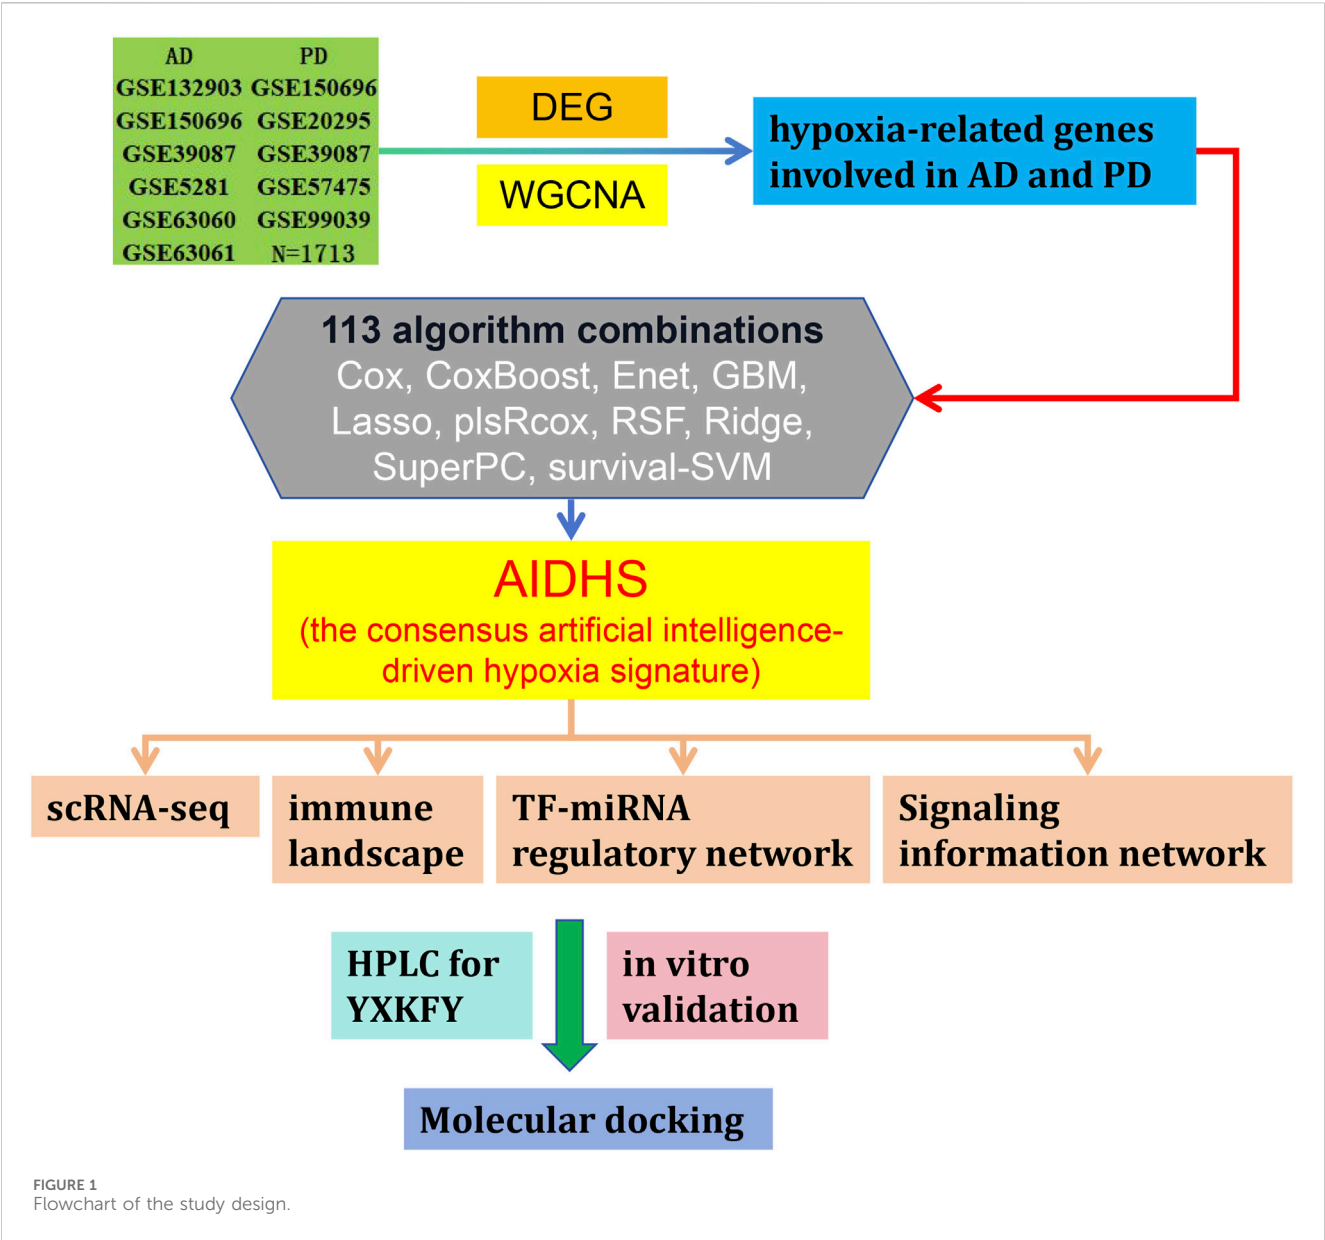 AD PD
GSE132903 GSE150696
GSE150696 GSE20295
GSE39087 GSE39087
GSE5281 GSE57475
GSE63060 GSE99039
GSE63061 N=1713
DEG
WGCNA
hypoxia-related genes
involved in AD and PD
113 algorithm combinations
Cox, CoxBoost, Enet, GBM,
Lasso, plsRcox, RSF, Ridge,
SuperPC, survival-SVM
AIDHS
(the consensus artificial intelligence-
driven hypoxia signature)
scRNA-seq
immune
landscape
TF-miRNA
regulatory network
Signaling
information network
HPLC for
YXKFY
in vitro
validation
Molecular docking
FIGURE 1
Flowchart of the study design.